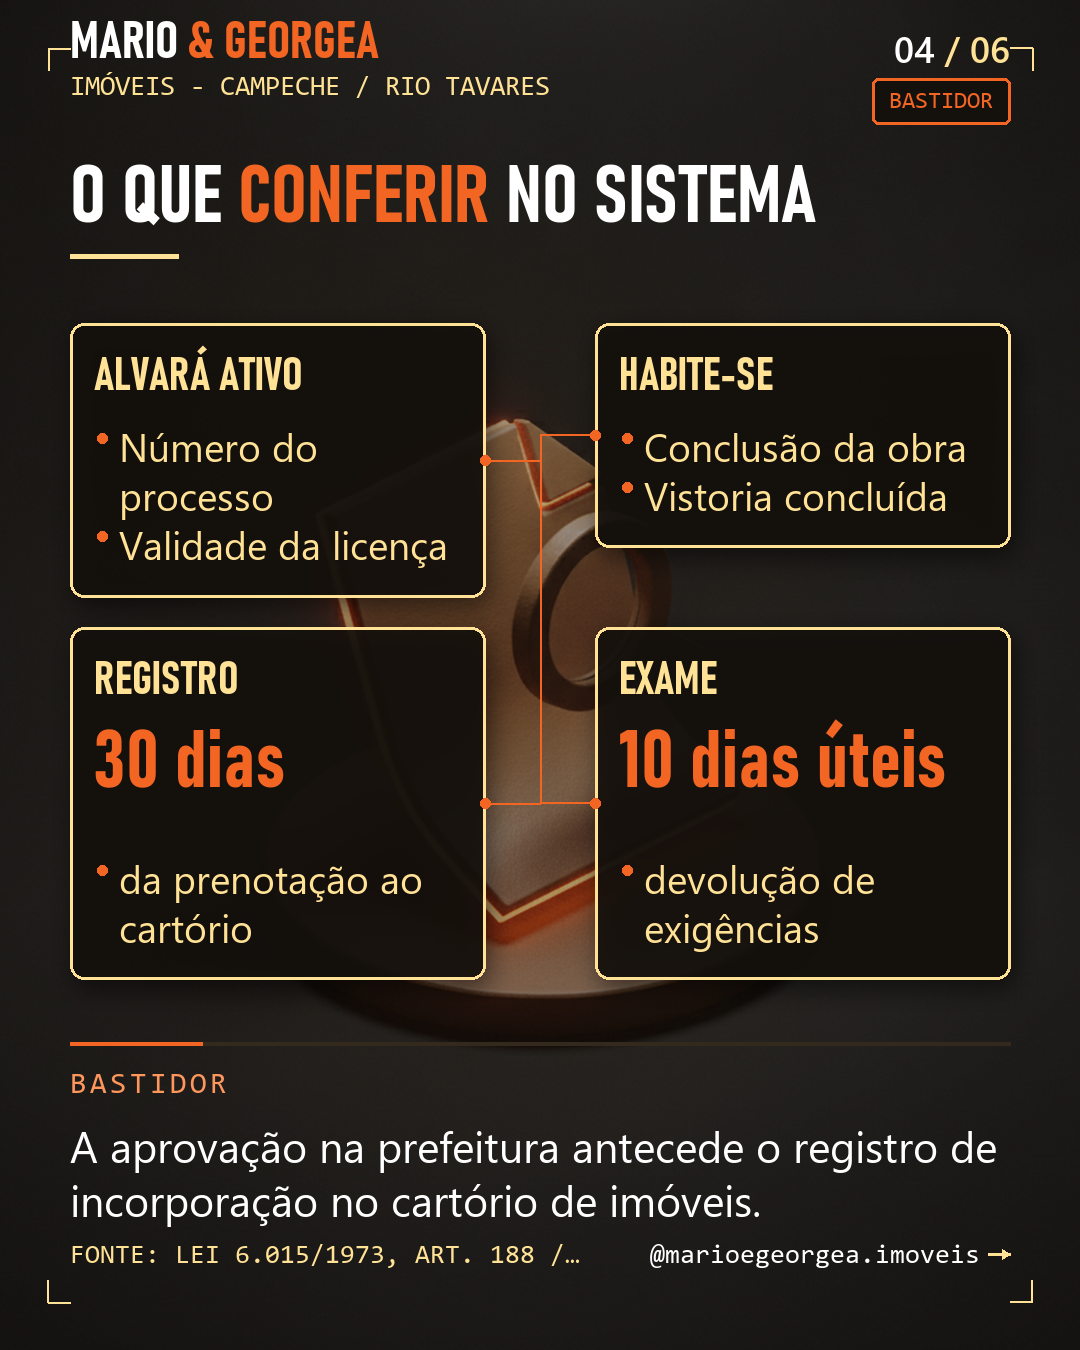 MARIO & GEORGEA
IMÓVEIS - CAMPECHE / RIO TAVARES
04 / 06
BASTIDOR
O QUE CONFERIR NO SISTEMA
ALVARÁ ATIVO
• Número do
processo
• Validade da licença
HABITE-SE
• Conclusão da obra
• Vistoria concluída
REGISTRO
30 dias
• da prenotação ao
cartório
EXAME
10 dias úteis
• devolução de
exigências
BASTIDOR
A aprovação na prefeitura antecede o registro de
incorporação no cartório de imóveis.
FONTE: LEI 6.015/1973, ART. 188 /…
@marioegeorgea.imoveis